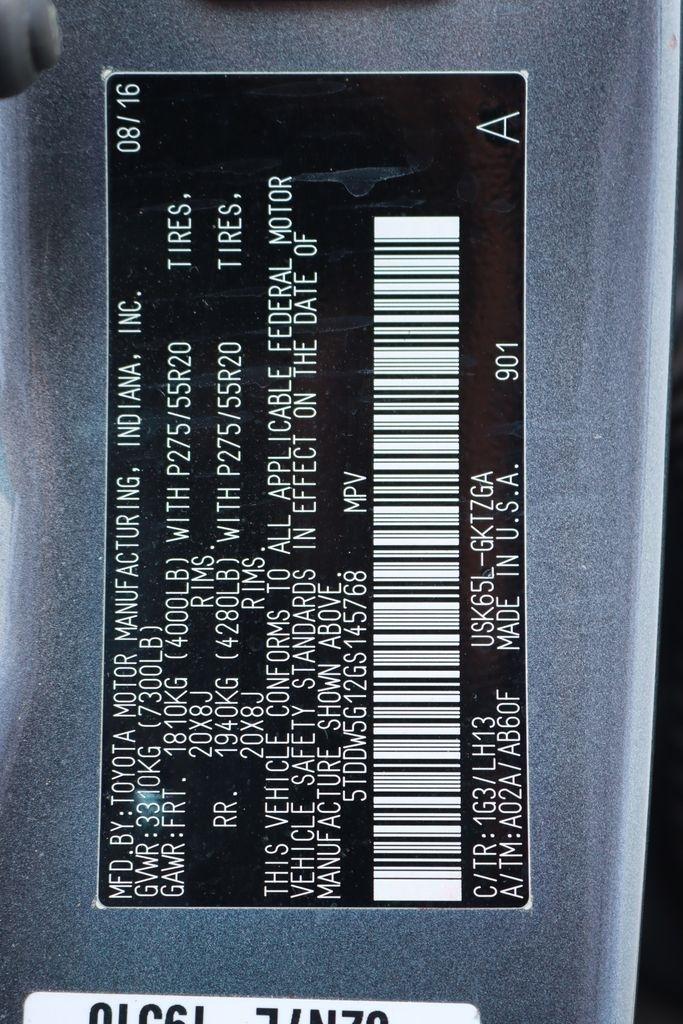 MFD.BY:TOYOTA MOTOR MANUFACTURING, INDIANA, INC. 08/16
GVWR:3310KG (7300LB)
GAWR:FRT. 1810KG (4000LB) WITH P275/55R20 TIRES,
20X8J RIMS.
RR. 1940KG (4280LB) WITH P275/55R20 TIRES,
20X8J RIMS.
THIS VEHICLE CONFORMS TO ALL APPLICABLE FEDERAL MOTOR
VEHICLE SAFETY STANDARDS IN EFFECT ON THE DATE OF
MANUFACTURE SHOWN ABOVE.
5TDDW5G12GS145768 MPV
C/TR:1G3/LH13 USK65L-GKTZGA
A/TM:A02A/AB60F MADE IN U.S.A. 901 A